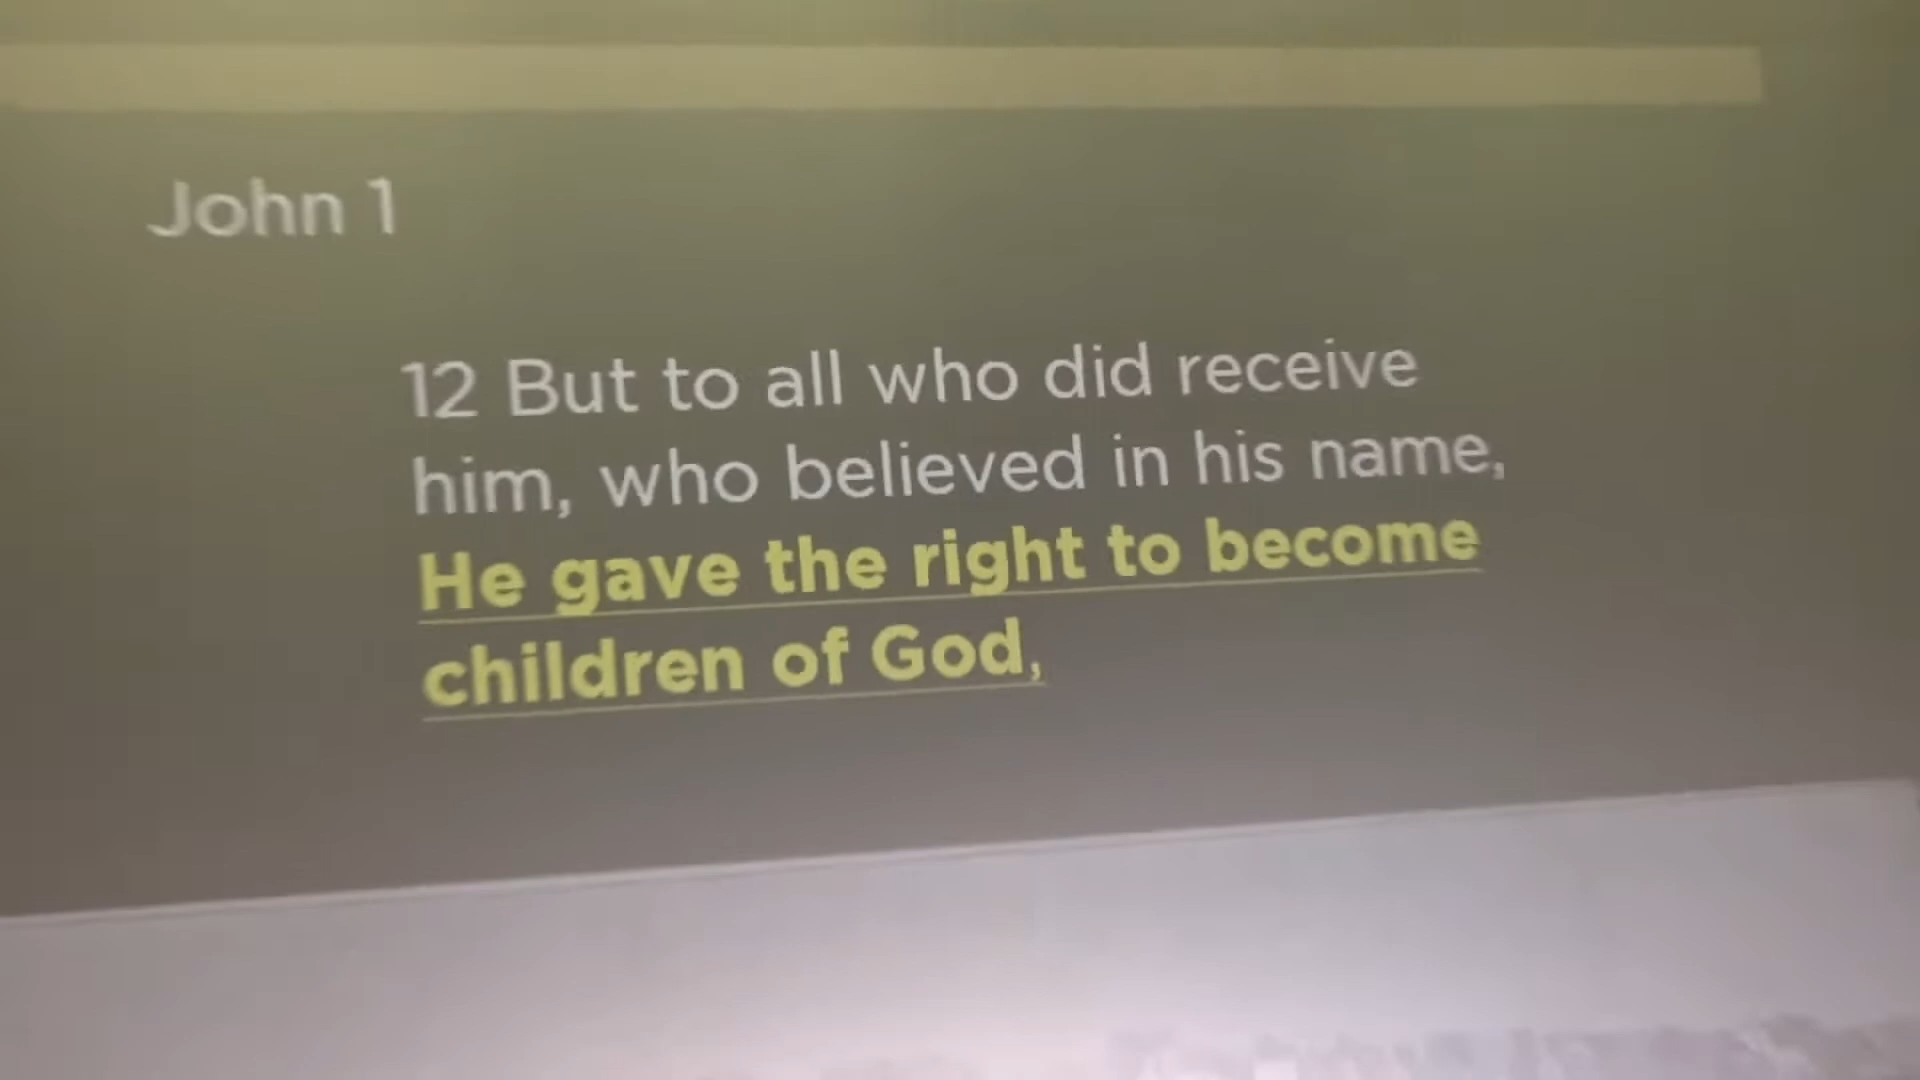 John 1
12 But to all who did receive
him, who believed in his name,
He gave the right to become
children of God,